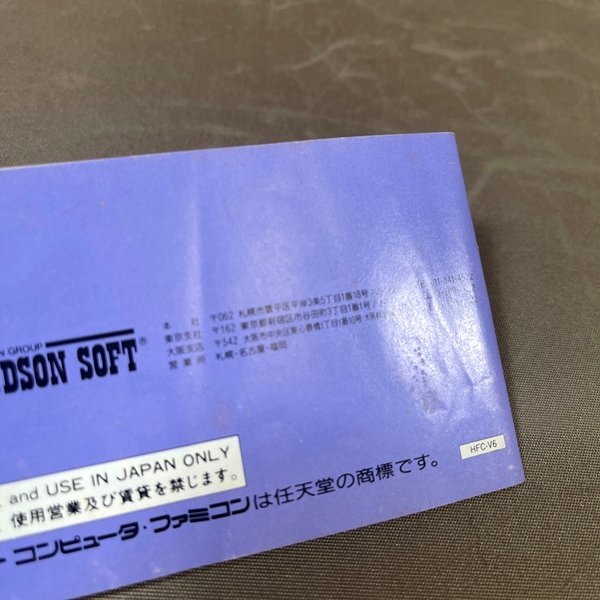 N GROUP
DSON SOFT®
本 社 〒062 札幌市豊平区平岸3条5丁目1番18号
東京支社 〒162 東京都新宿区市谷田町3丁目1番1号
大阪支店 〒542 大阪市中央区東心斎橋1丁目1番10号
営業所 札幌・名古屋・福岡
and USE IN JAPAN ONLY
使用営業及び賃貸を禁じます。
コンピュータ・ファミコンは任天堂の商標です。
HFC-V6